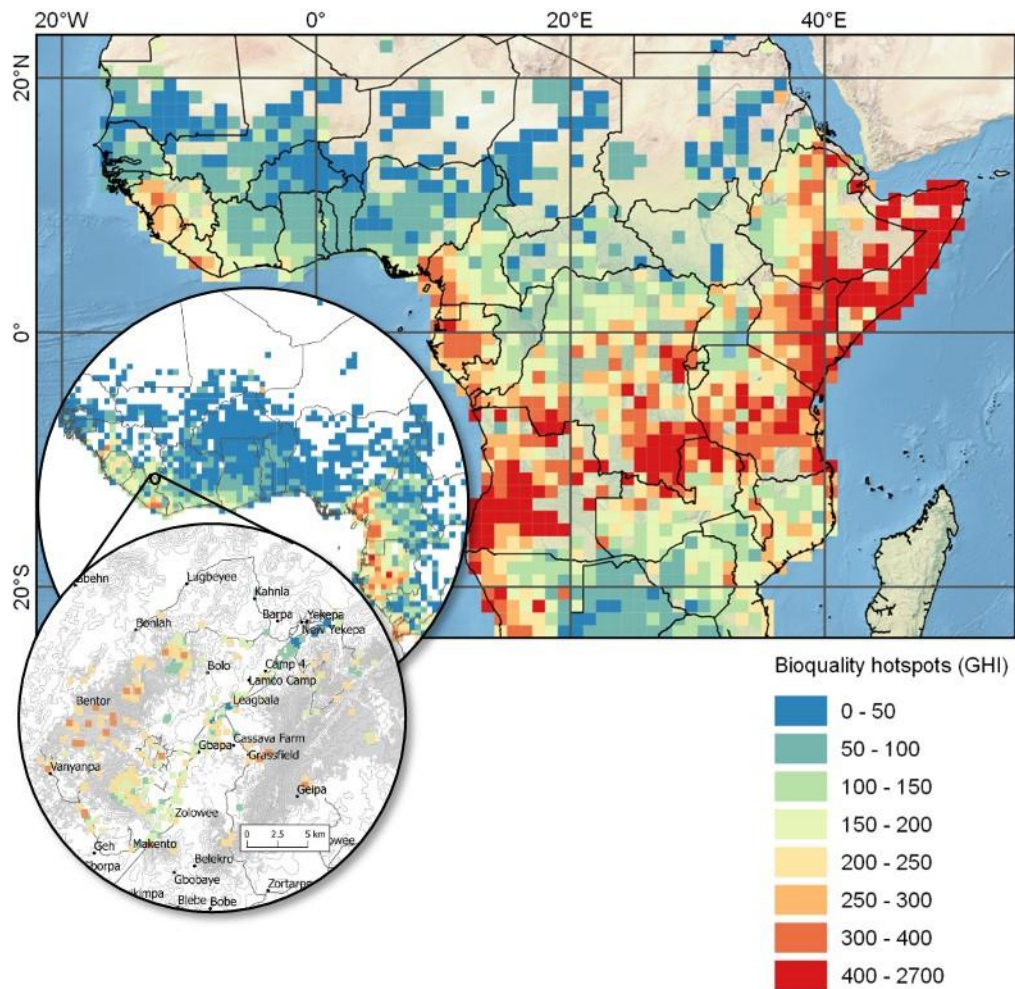 20°W 0° 20°E 40°E
20°N
0°
20°S
Gbehn
Lugbeyee
Kahnla
Barpa
Yekepa
New Yekepa
Bonlah
Bolo
Camp 4
Lamco Camp
Bentor
Leagbala
Gbapa
Cassava Farm
Grassfield
Vanyanpa
Geipa
Zolowee
0 2.5 5 km
Geh
Makento
Belekro
Gbobaye
Blebe
Bobe
Bioquality hotspots (GHI)
0 - 50
50 - 100
100 - 150
150 - 200
200 - 250
250 - 300
300 - 400
400 - 2700